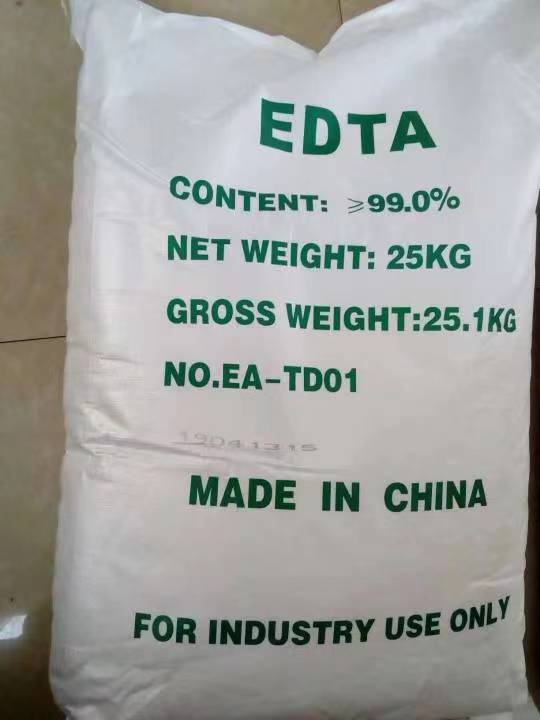 EDTA
CONTENT: ≥99.0%
NET WEIGHT: 25KG
GROSS WEIGHT:25.1KG
NO.EA-TD01
19041315
MADE IN CHINA
FOR INDUSTRY USE ONLY